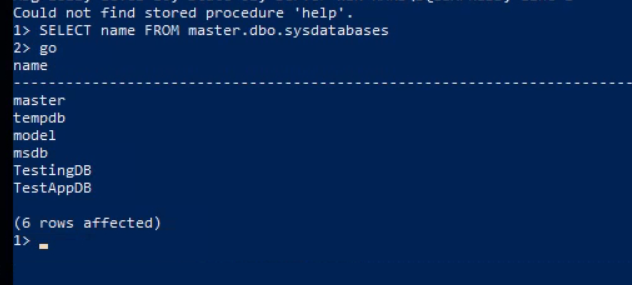 Could not find stored procedure 'help'.
1> SELECT name FROM master.dbo.sysdatabases
2> go
name
--------------------------------------------------------------------------------
master
tempdb
model
msdb
TestingDB
TestAppDB
(6 rows affected)
1>